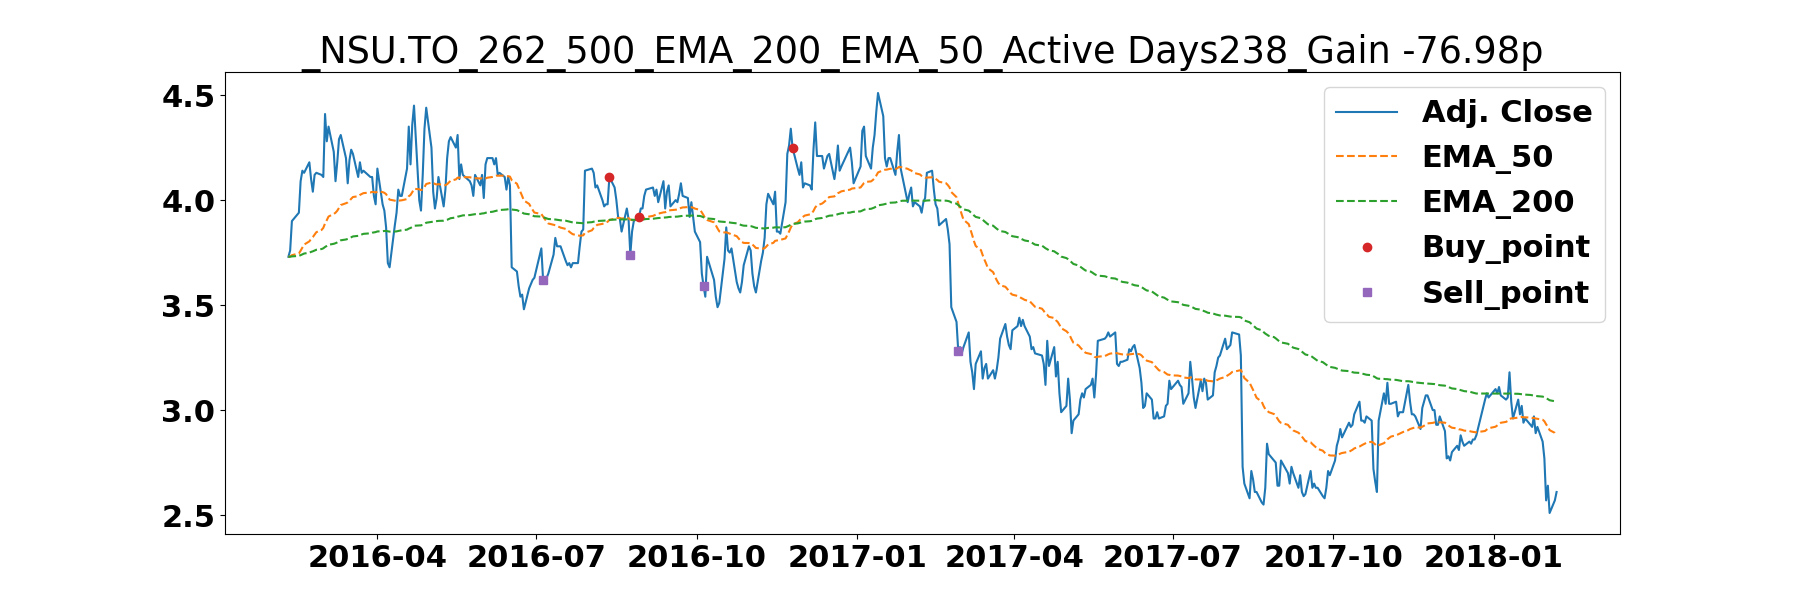 _NSU.TO_262_500_EMA_200_EMA_50_Active Days238_Gain -76.98p
4.5
4.0
3.5
3.0
2.5
Adj. Close
EMA_50
EMA_200
Buy_point
Sell_point
2016-04 2016-07 2016-10 2017-01 2017-04 2017-07 2017-10 2018-01